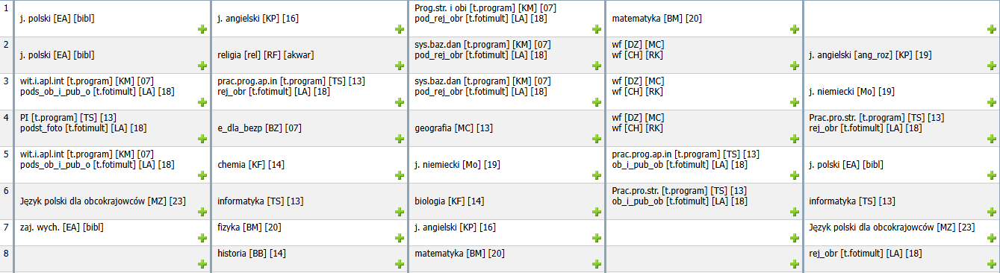 1
j. polski [EA] [bibl]
j. angielski [KP] [16]
Prog.str. i obi [t.program] [KM] [07]
pod_rej_obr [t.fotimult] [LA] [18]
matematyka [BM] [20]
2
j. polski [EA] [bibl]
religia [rel] [RF] [akwar]
sys.baz.dan [t.program] [KM] [07]
pod_rej_obr [t.fotimult] [LA] [18]
wf [DZ] [MC]
wf [CH] [RK]
j. angielski [ang_roz] [KP] [19]
3
wit.i.apl.int [t.program] [KM] [07]
pods_ob_i_pub_o [t.fotimult] [LA] [18]
prac.prog.ap.in [t.program] [TS] [13]
rej_obr [t.fotimult] [LA] [18]
sys.baz.dan [t.program] [KM] [07]
pod_rej_obr [t.fotimult] [LA] [18]
wf [DZ] [MC]
wf [CH] [RK]
j. niemiecki [Mo] [19]
4
PI [t.program] [TS] [13]
podst_foto [t.fotimult] [LA] [18]
e_dla_bezp [BZ] [07]
geografia [MC] [13]
wf [DZ] [MC]
wf [CH] [RK]
Prac.pro.str. [t.program] [TS] [13]
rej_obr [t.fotimult] [LA] [18]
5
wit.i.apl.int [t.program] [KM] [07]
pods_ob_i_pub_o [t.fotimult] [LA] [18]
chemia [KF] [14]
j. niemiecki [Mo] [19]
prac.prog.ap.in [t.program] [TS] [13]
ob_i_pub_ob [t.fotimult] [LA] [18]
j. polski [EA] [bibl]
6
Język polski dla obcokrajowców [MZ] [23]
informatyka [TS] [13]
biologia [KF] [14]
Prac.pro.str. [t.program] [TS] [13]
ob_i_pub_ob [t.fotimult] [LA] [18]
informatyka [TS] [13]
7
zaj. wych. [EA] [bibl]
fizyka [BM] [20]
j. angielski [KP] [16]
Język polski dla obcokrajowców [MZ] [23]
8
historia [BB] [14]
matematyka [BM] [20]
rej_obr [t.fotimult] [LA] [18]